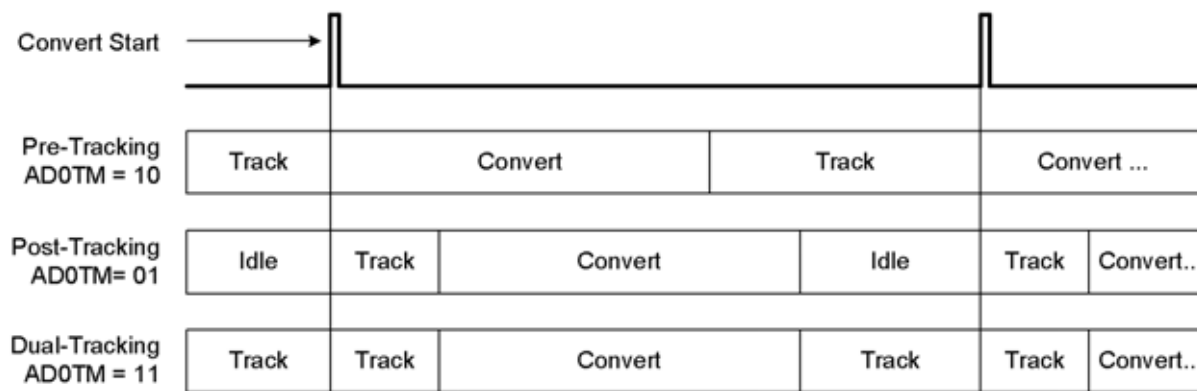 Convert Start
Pre-Tracking
AD0TM = 10
Track Convert Track Convert ...
Post-Tracking
AD0TM= 01
Idle Track Convert Idle Track Convert..
Dual-Tracking
AD0TM = 11
Track Track Convert Track Track Convert..